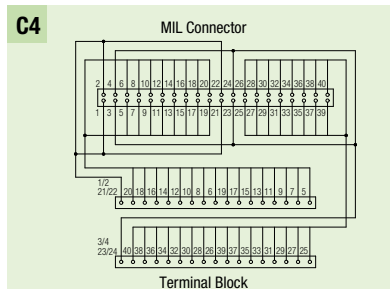 C4
MIL Connector
2 4 6 8 10 12 14 16 18 20 22 24 26 28 30 32 34 36 38 40
1 3 5 7 9 11 13 15 17 19 21 23 25 27 29 31 33 35 37 39
1/2
21/22 20 18 16 14 12 10 8 6 19 17 15 13 11 9 7 5
3/4
23/24 40 38 36 34 32 30 28 26 39 37 35 33 31 29 27 25
Terminal Block